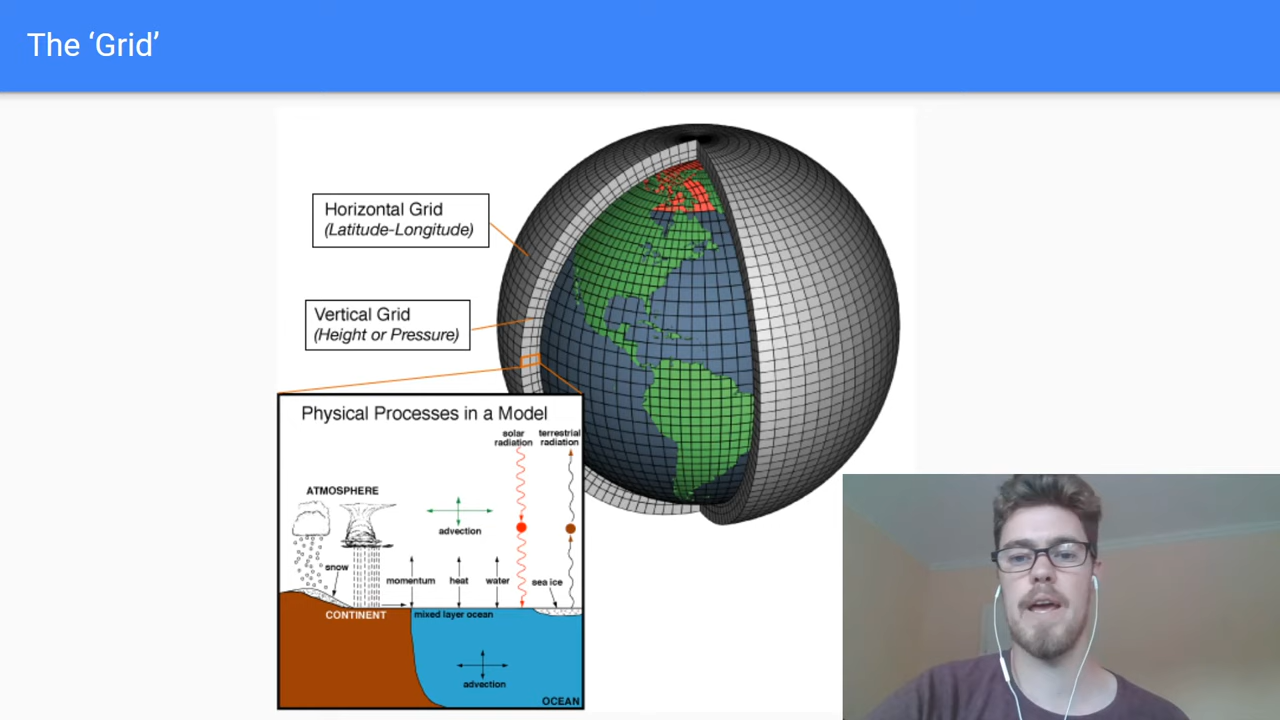 The ‘Grid’
Horizontal Grid
(Latitude-Longitude)
Vertical Grid
(Height or Pressure)
Physical Processes in a Model
solar
radiation
terrestrial
radiation
ATMOSPHERE
advection
snow
momentum
heat
water
sea ice
CONTINENT
mixed layer ocean
advection
OCEAN